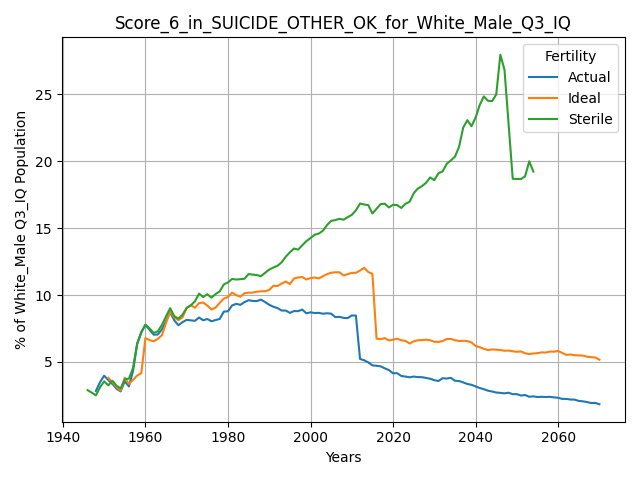 Score_6_in_SUICIDE_OTHER_OK_for_White_Male_Q3_IQ
Fertility
Actual
Ideal
Sterile
% of White_Male Q3_IQ Population
25
20
15
10
5
1940 1960 1980 2000 2020 2040 2060
Years